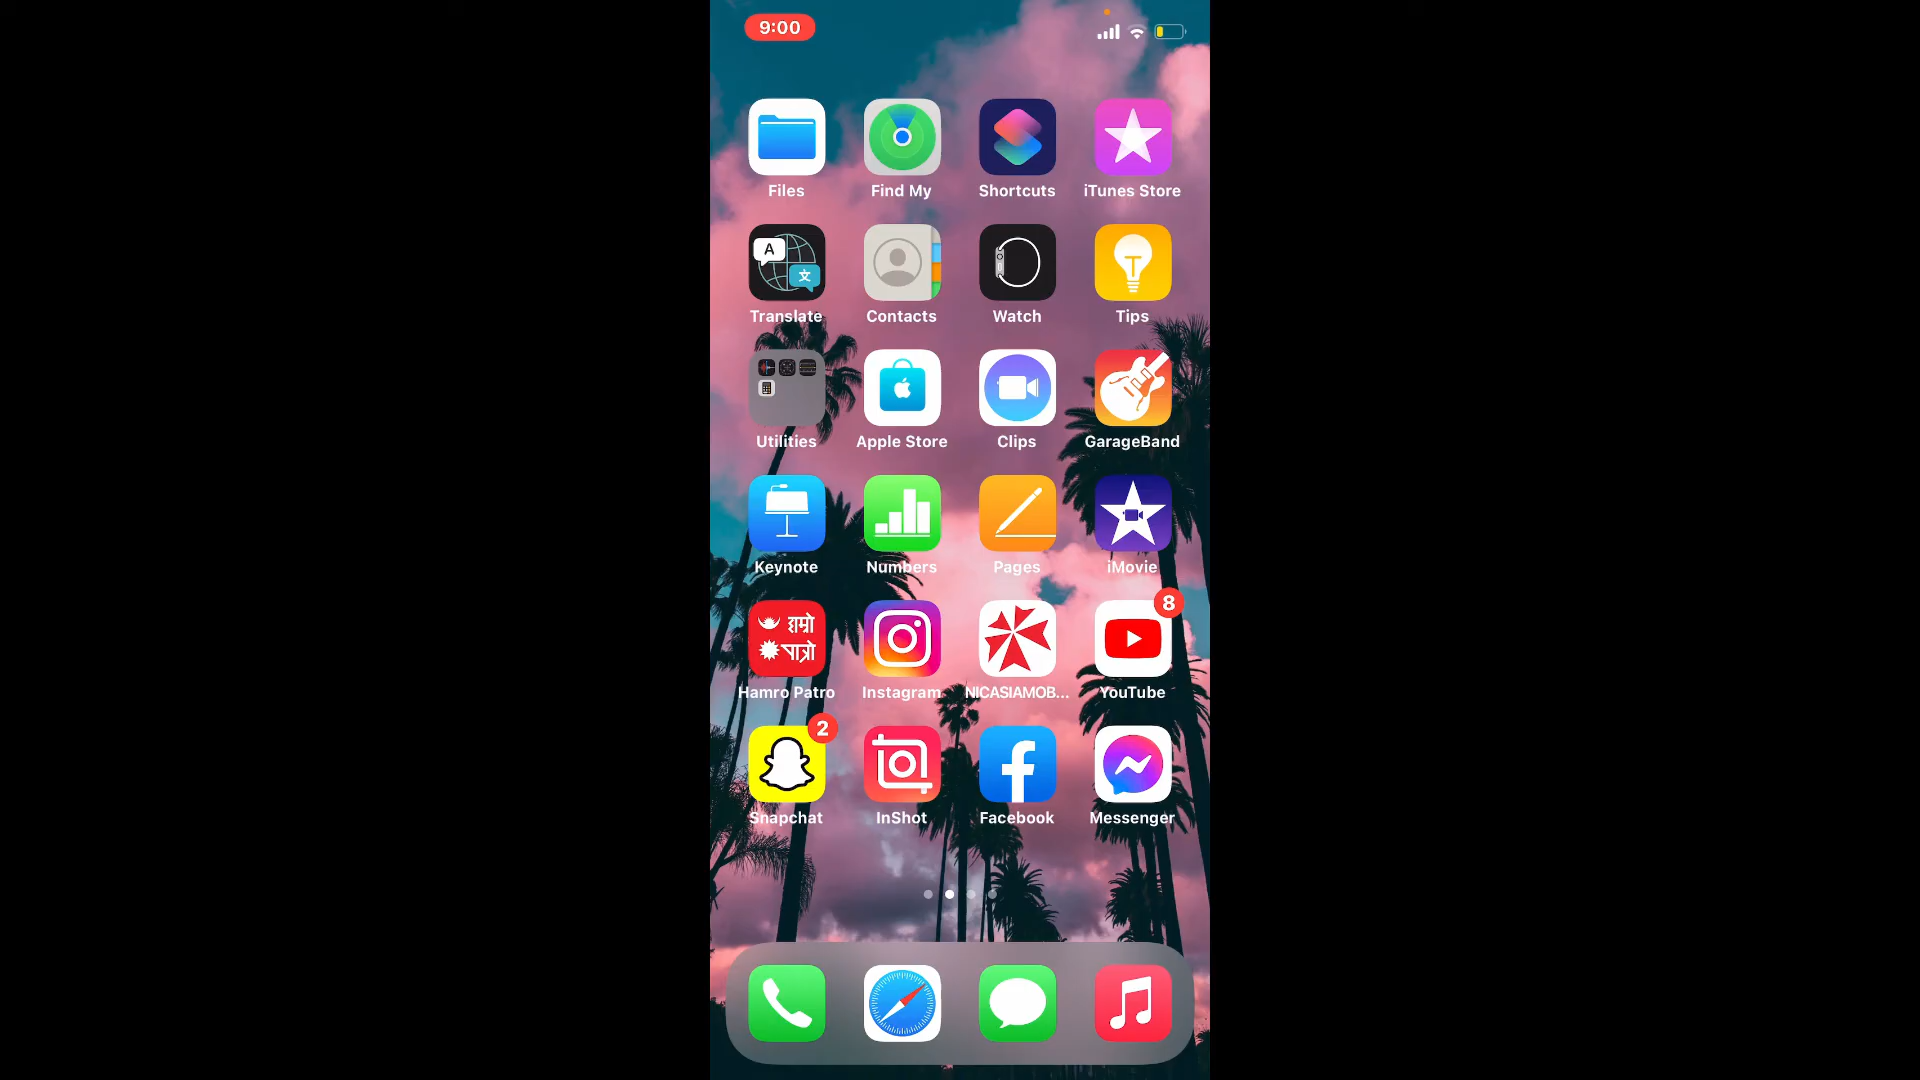 9:00
Files
Find My
Shortcuts
iTunes Store
A
文
Translate
Contacts
Watch
Tips
Utilities
Apple Store
Clips
GarageBand
Keynote
Numbers
Pages
iMovie
8
हाम्रो
पात्रो
Hamro Patro
Instagram
NICASIAMOB...
YouTube
2
Snapchat
InShot
Facebook
Messenger